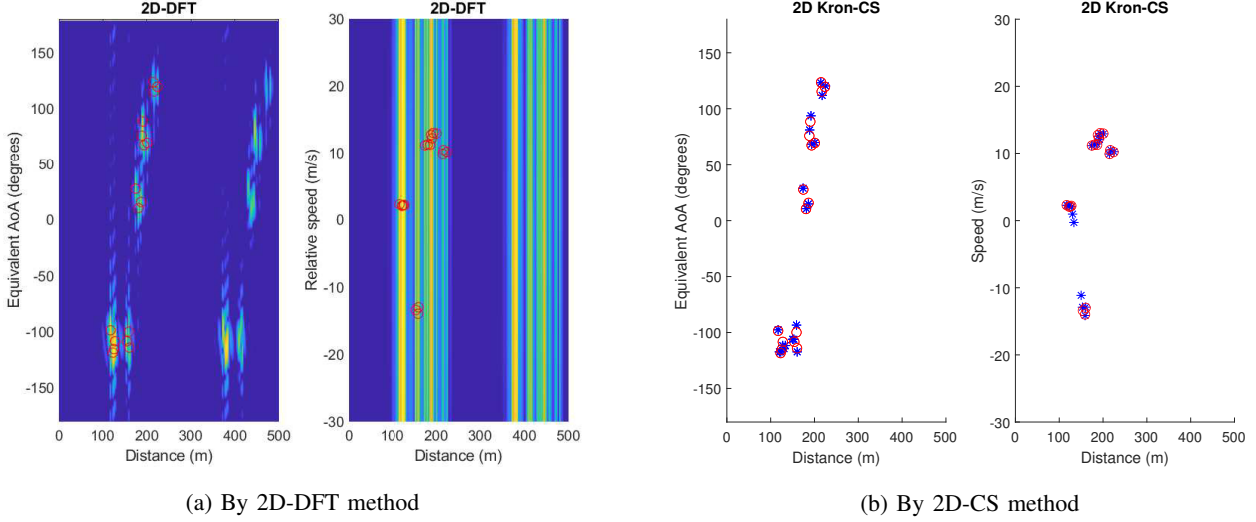 2D-DFT
150
100
50
0
-50
-100
-150
Equivalent AoA (degrees)
0 100 200 300 400 500
Distance (m)
2D-DFT
30
20
10
0
-10
-20
-30
Relative speed (m/s)
0 100 200 300 400 500
Distance (m)
(a) By 2D-DFT method
2D Kron-CS
150
100
50
0
-50
-100
-150
Equivalent AoA (degrees)
0 100 200 300 400 500
Distance (m)
2D Kron-CS
30
20
10
0
-10
-20
-30
Speed (m/s)
0 100 200 300 400 500
Distance (m)
(b) By 2D-CS method